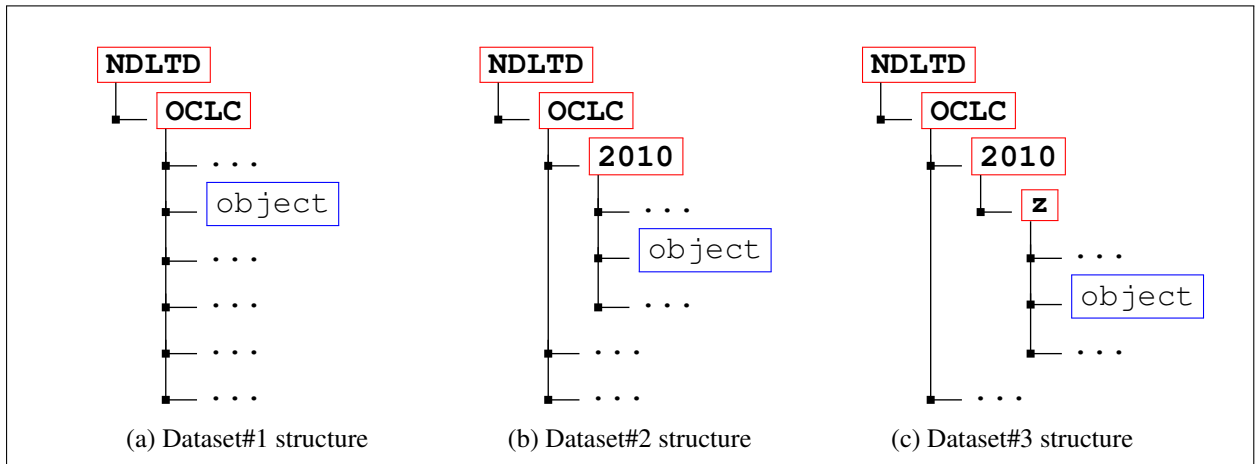 NDLTD NDLTD NDLTD
OCLC OCLC OCLC
... 2010 2010
object ... z
... object ...
... ... object
... ... ...
... ... ...
(a) Dataset#1 structure (b) Dataset#2 structure (c) Dataset#3 structure